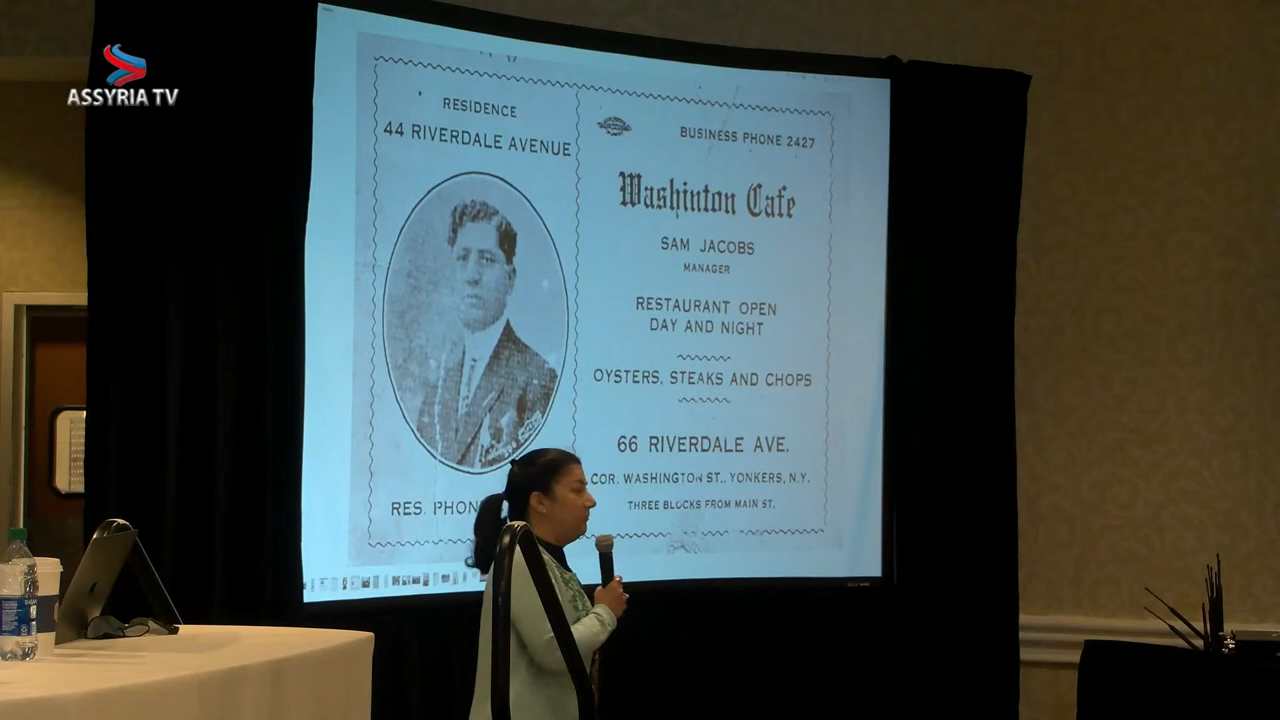 ASSYRIA TV
RESIDENCE
44 RIVERDALE AVENUE
RES. PHON
BUSINESS PHONE 2427
Washinton Cafe
SAM JACOBS
MANAGER
RESTAURANT OPEN
DAY AND NIGHT
OYSTERS, STEAKS AND CHOPS
66 RIVERDALE AVE.
COR. WASHINGTON ST., YONKERS, N.Y.
THREE BLOCKS FROM MAIN ST.